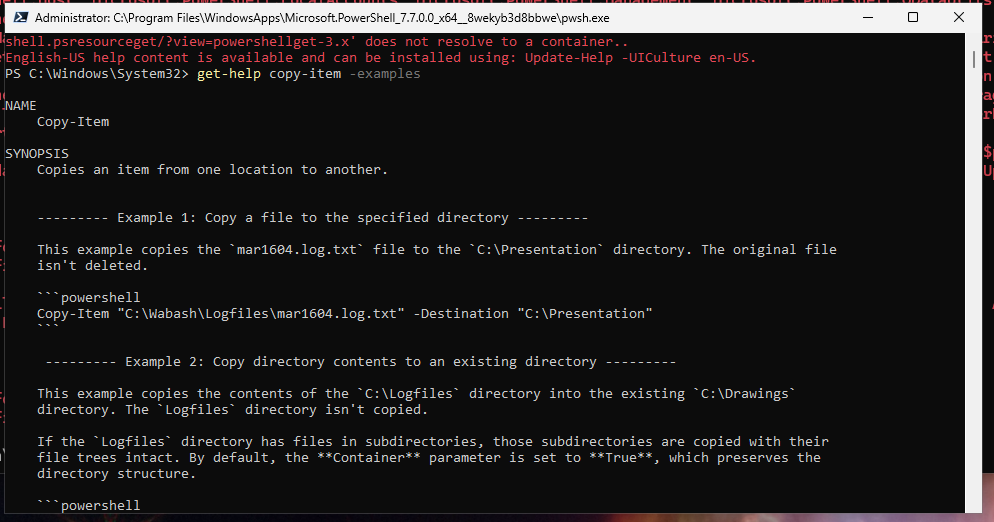 Administrator: C:\Program Files\WindowsApps\Microsoft.PowerShell_7.7.0.0_x64__8wekyb3d8bbwe\pwsh.exe
shell.psresourceget/?view=powershellget-3.x' does not resolve to a container..
English-US help content is available and can be installed using: Update-Help -UICulture en-US.
PS C:\Windows\System32> get-help copy-item -examples
NAME
Copy-Item
SYNOPSIS
Copies an item from one location to another.
--------- Example 1: Copy a file to the specified directory ---------
This example copies the `mar1604.log.txt` file to the `C:\Presentation` directory. The original file
isn't deleted.
```powershell
Copy-Item "C:\Wabash\Logfiles\mar1604.log.txt" -Destination "C:\Presentation"
```
--------- Example 2: Copy directory contents to an existing directory ---------
This example copies the contents of the `C:\Logfiles` directory into the existing `C:\Drawings`
directory. The `Logfiles` directory isn't copied.
If the `Logfiles` directory has files in subdirectories, those subdirectories are copied with their
file trees intact. By default, the **Container** parameter is set to **True**, which preserves the
directory structure.
```powershell